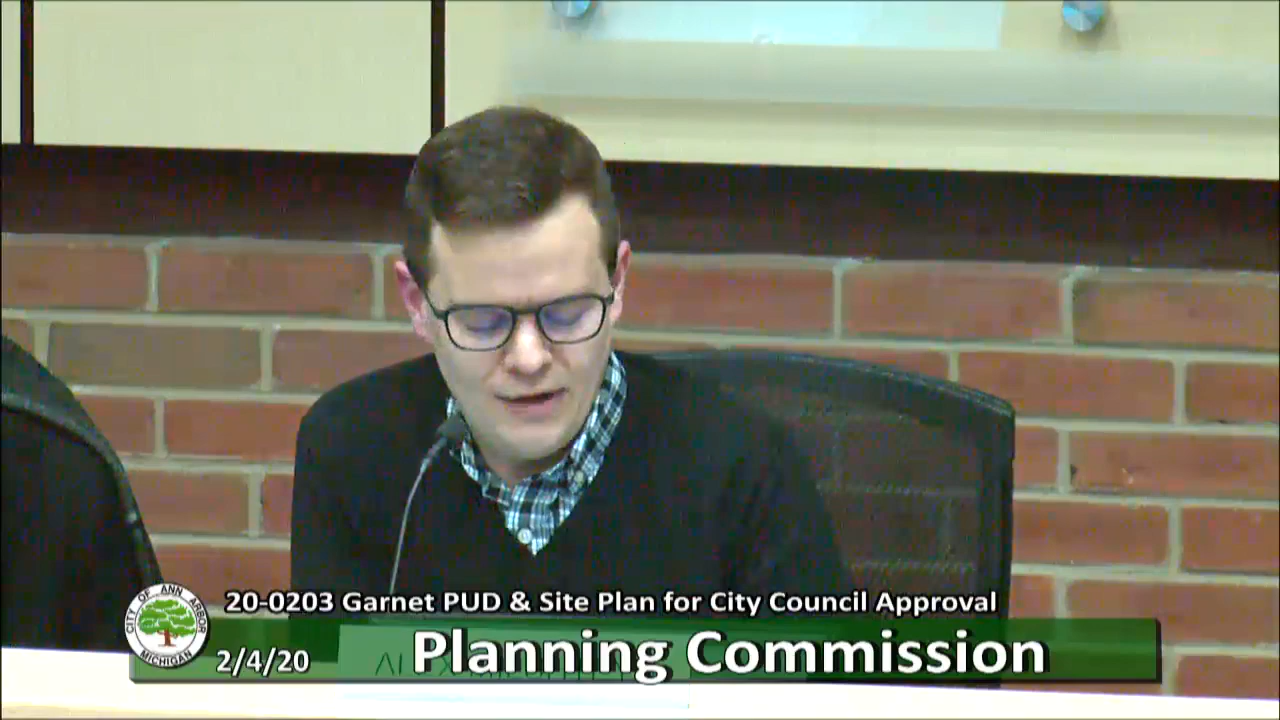 20-0203 Garnet PUD & Site Plan for City Council Approval
CITY OF ANN ARBOR
MICHIGAN
2/4/20
Planning Commission